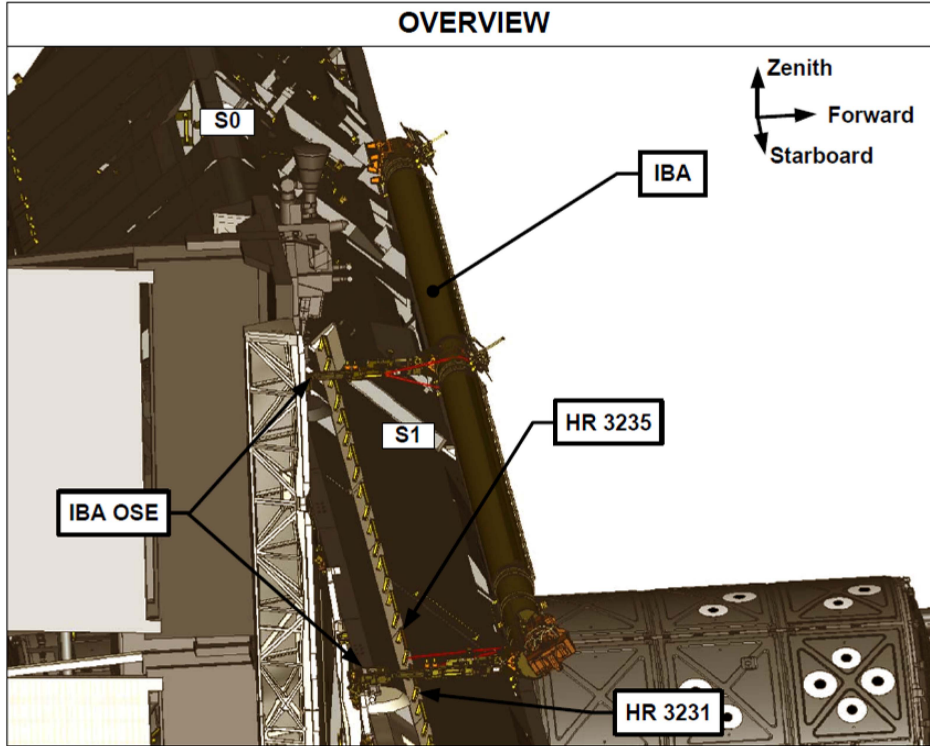 OVERVIEW
Zenith
Forward
Starboard
S0
IBA
HR 3235
S1
IBA OSE
HR 3231